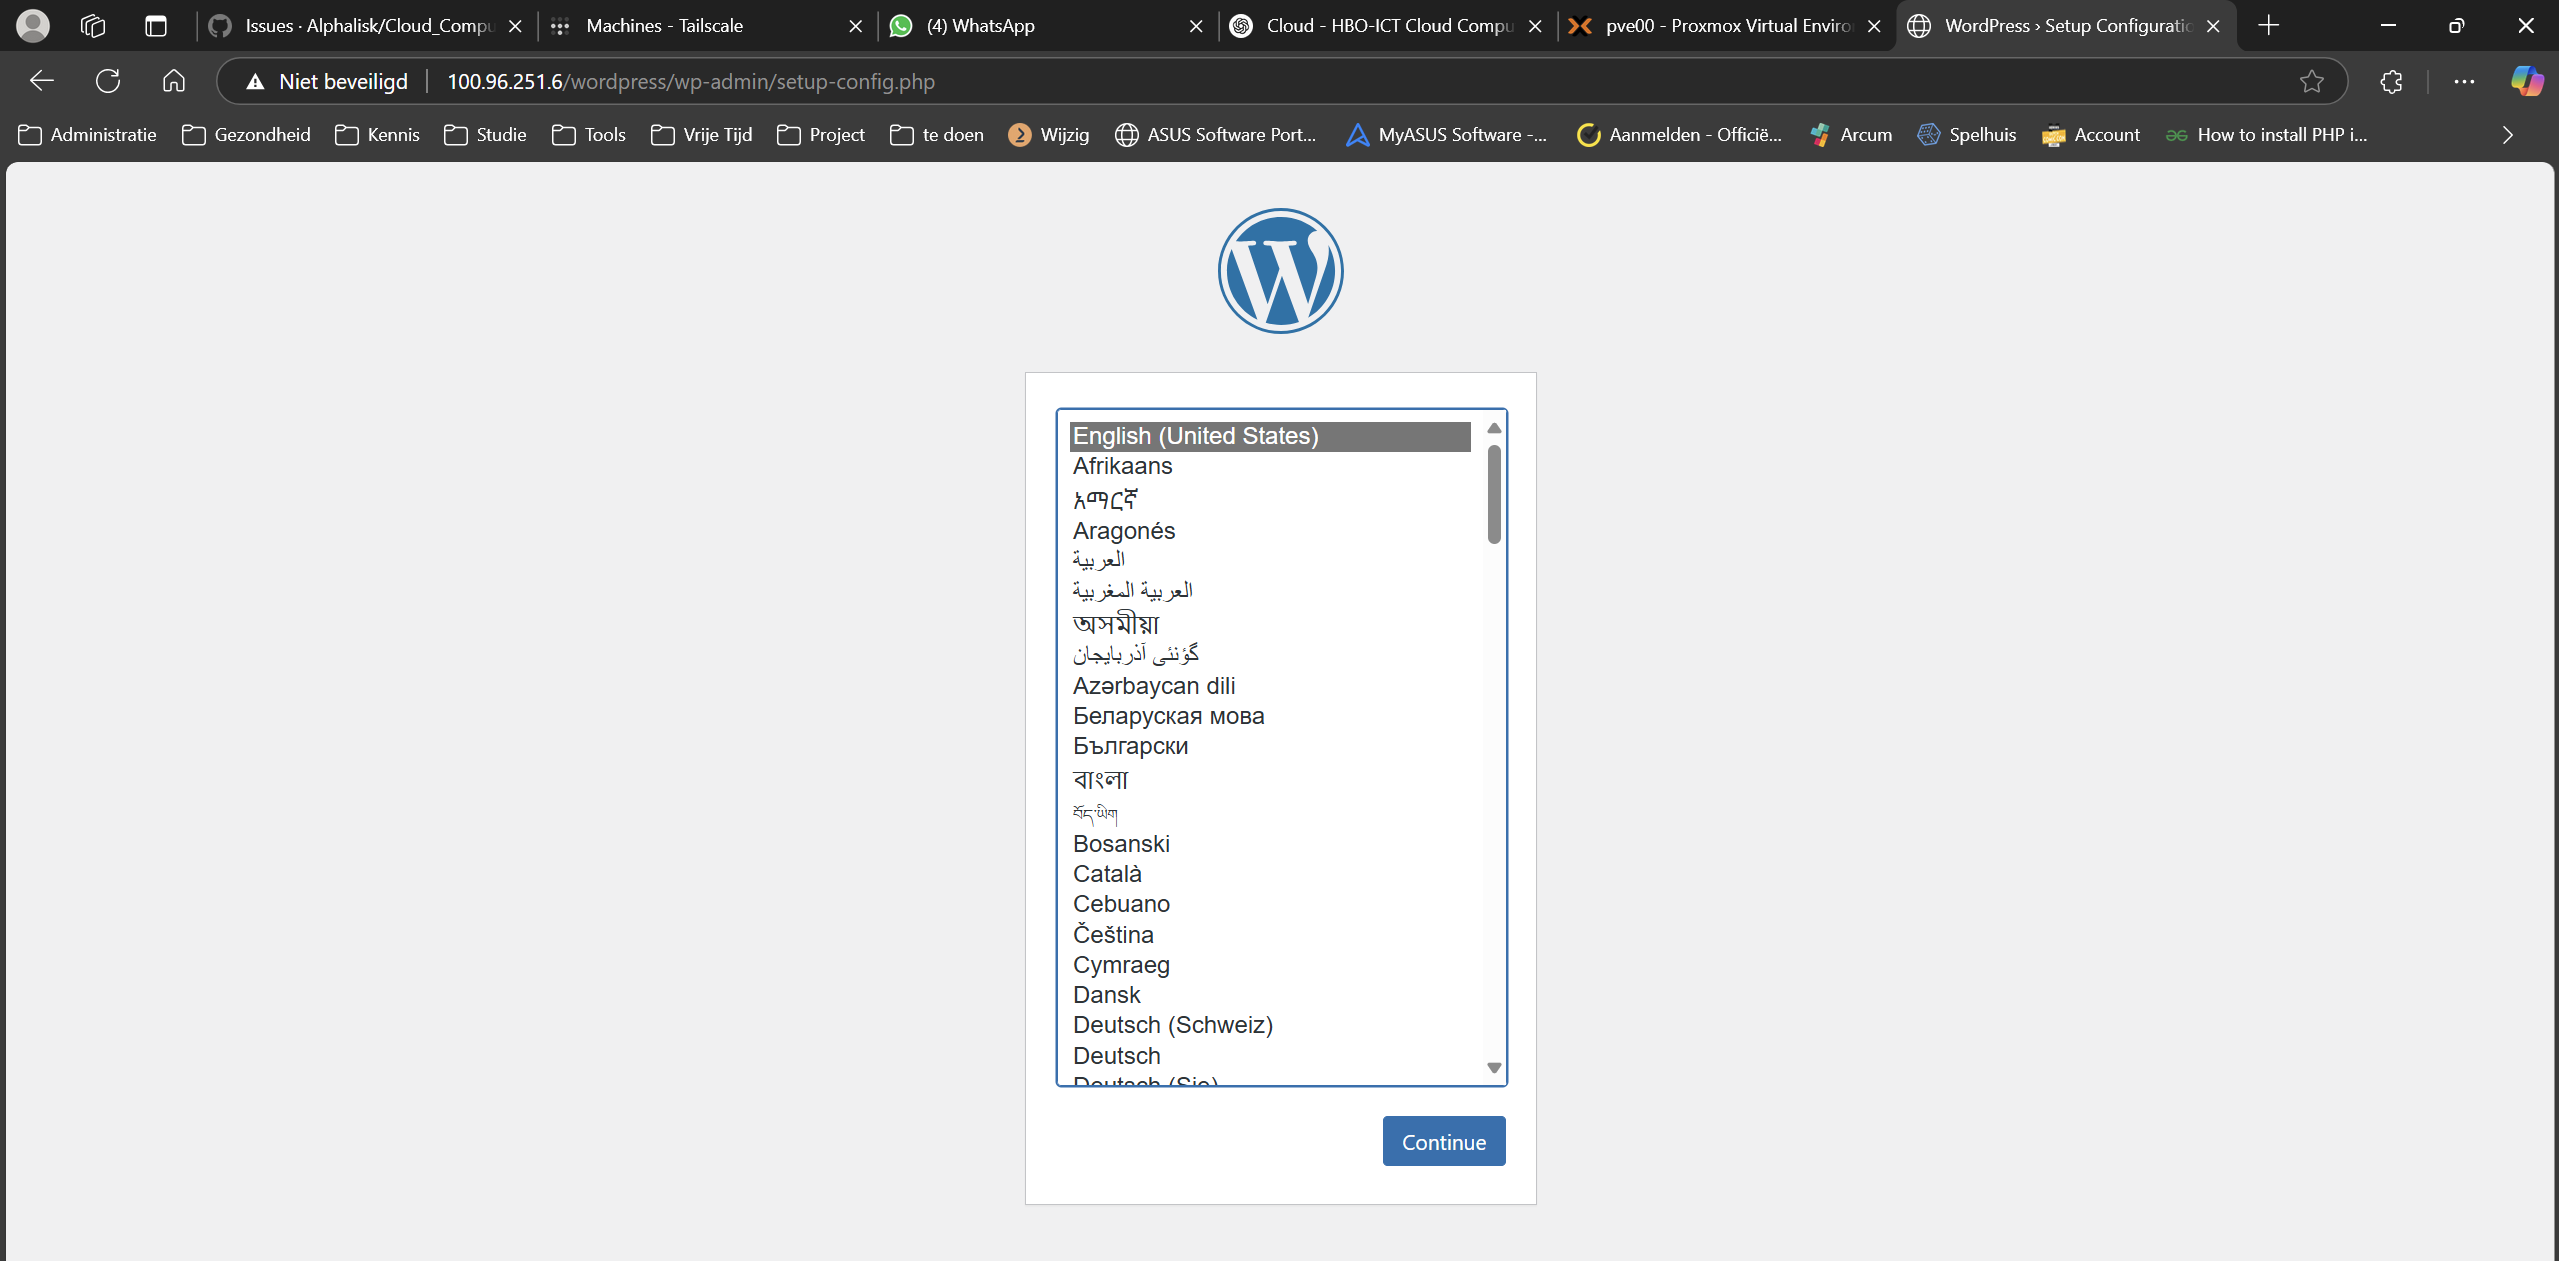 Issues · Alphalisk/Cloud_Compu
Machines - Tailscale
(4) WhatsApp
Cloud - HBO-ICT Cloud Compu
pve00 - Proxmox Virtual Enviro
WordPress › Setup Configuratio
Niet beveiligd
100.96.251.6/wordpress/wp-admin/setup-config.php
Administratie
Gezondheid
Kennis
Studie
Tools
Vrije Tijd
Project
te doen
Wijzig
ASUS Software Port...
MyASUS Software -...
Aanmelden - Officië...
Arcum
Spelhuis
Account
How to install PHP i...
English (United States)
Afrikaans
አማርኛ
Aragonés
العربية
العربية المغربية
অসমীয়া
گؤنئی آذربایجان
Azərbaycan dili
Беларуская мова
Български
বাংলা
བོད་ཡིག
Bosanski
Català
Cebuano
Čeština
Cymraeg
Dansk
Deutsch (Schweiz)
Deutsch
Deutsch (Sie)
Continue